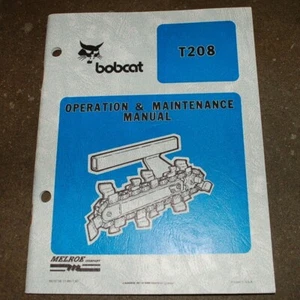 bobcat
T208
OPERATION & MAINTENANCE
MANUAL
MELROE